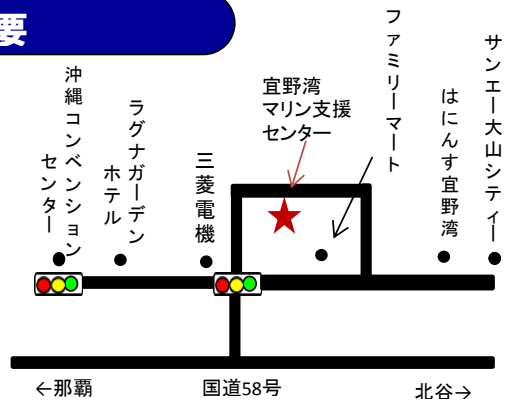 要
沖縄コンベンション
センター
ラグナガーデン
ホテル
三菱電機
宜野湾
マリン支援
センター
ファミリーマート
はにんす宜野湾
サンエー大山シティー
←那覇
国道58号
北谷→